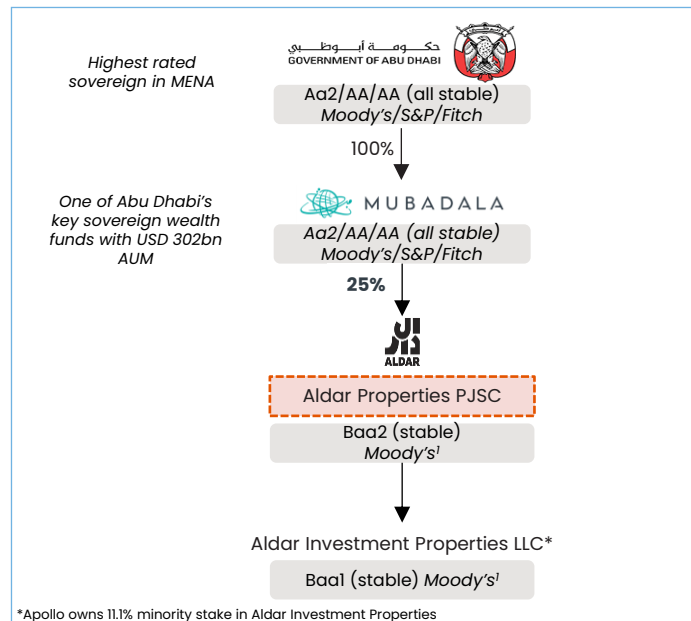 Highest rated
sovereign in MENA
حكومة أبوظبي
GOVERNMENT OF ABU DHABI
Aa2/AA/AA (all stable)
Moody's/S&P/Fitch
100%
One of Abu Dhabi's
key sovereign wealth
funds with USD 302bn
AUM
MUBADALA
Aa2/AA/AA (all stable)
Moody's/S&P/Fitch
25%
الدار
ALDAR
Aldar Properties PJSC
Baa2 (stable)
Moody's¹
Aldar Investment Properties LLC*
Baa1 (stable) Moody's¹
*Apollo owns 11.1% minority stake in Aldar Investment Properties